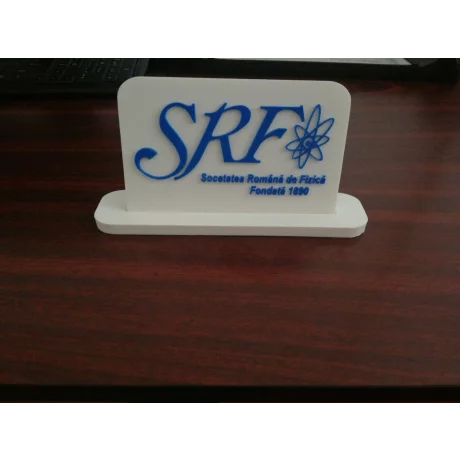 SRF
Societatea Română de Fizică
Fondată 1890